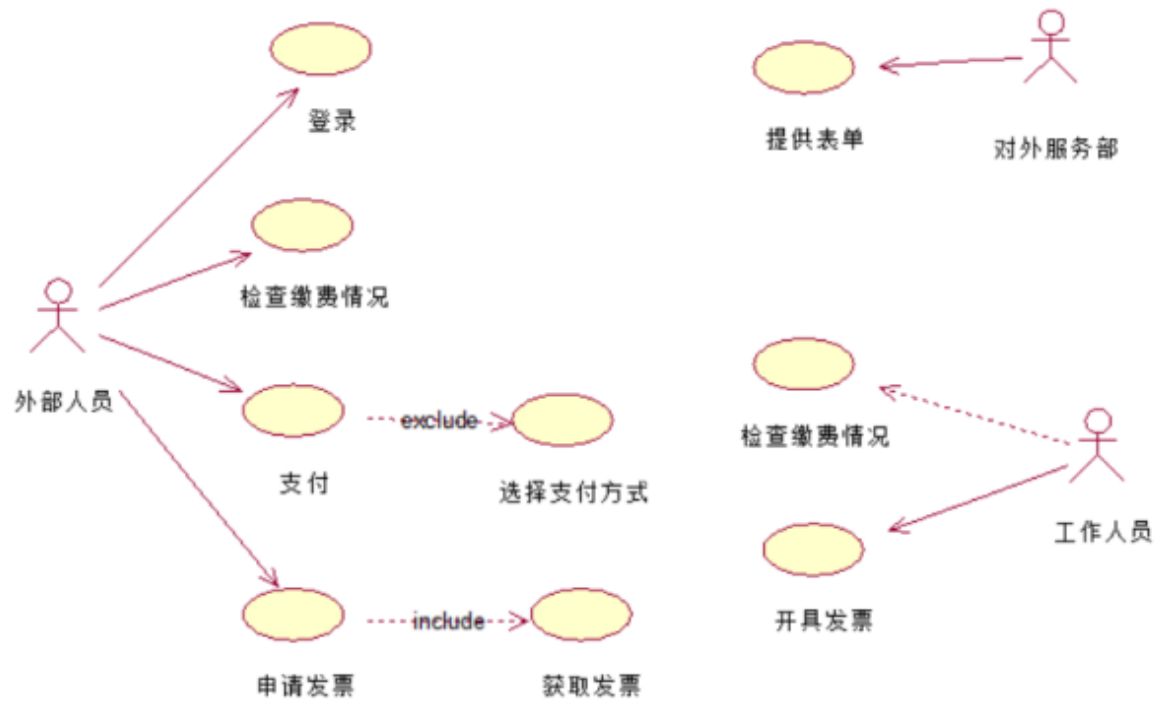 登录
提供表单
对外服务部
检查缴费情况
外部人员
支付
exclude
选择支付方式
检查缴费情况
工作人员
开具发票
申请发票
include
获取发票